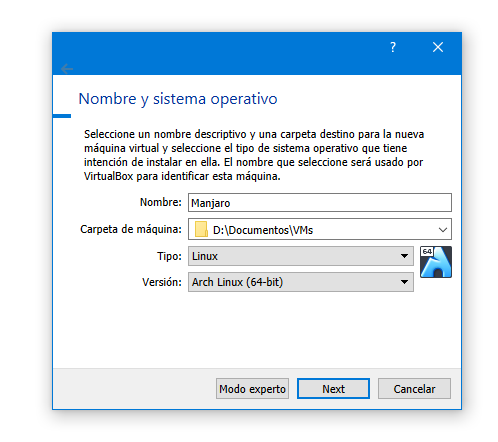 ?
Nombre y sistema operativo
Seleccione un nombre descriptivo y una carpeta destino para la nueva
máquina virtual y seleccione el tipo de sistema operativo que tiene
intención de instalar en ella. El nombre que seleccione será usado por
VirtualBox para identificar esta máquina.
Nombre: Manjaro
Carpeta de máquina: D:\Documentos\VMs
Tipo: Linux 64
Versión: Arch Linux (64-bit)
Modo experto Next Cancelar